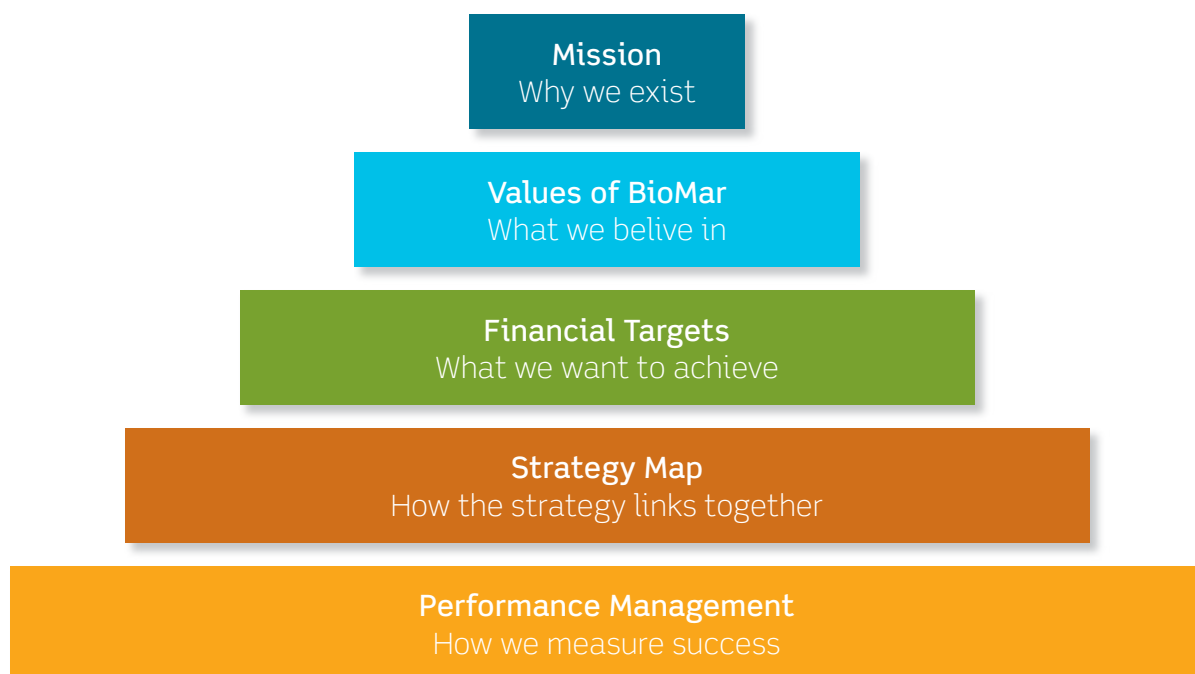 Mission
Why we exist
Values of BioMar
What we belive in
Financial Targets
What we want to achieve
Strategy Map
How the strategy links together
Performance Management
How we measure success